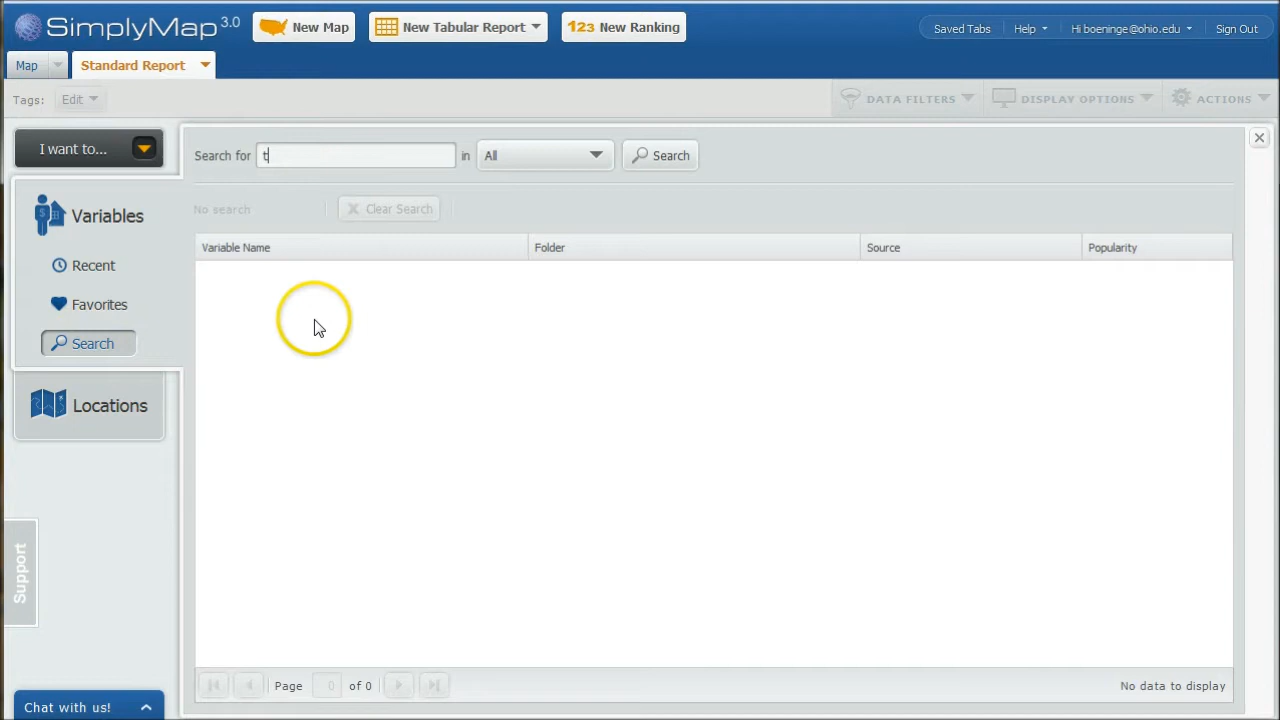 SimplyMap 3.0 New Map New Tabular Report 123 New Ranking Saved Tabs Help Hi boeninge@ohio.edu Sign Out
Map Standard Report
Tags: Edit DATA FILTERS DISPLAY OPTIONS ACTIONS
I want to... Search for t in All Search
Variables No search Clear Search
Variable Name Folder Source Popularity
Recent
Favorites
Search
Locations
Support
Page 0 of 0 No data to display
Chat with us!